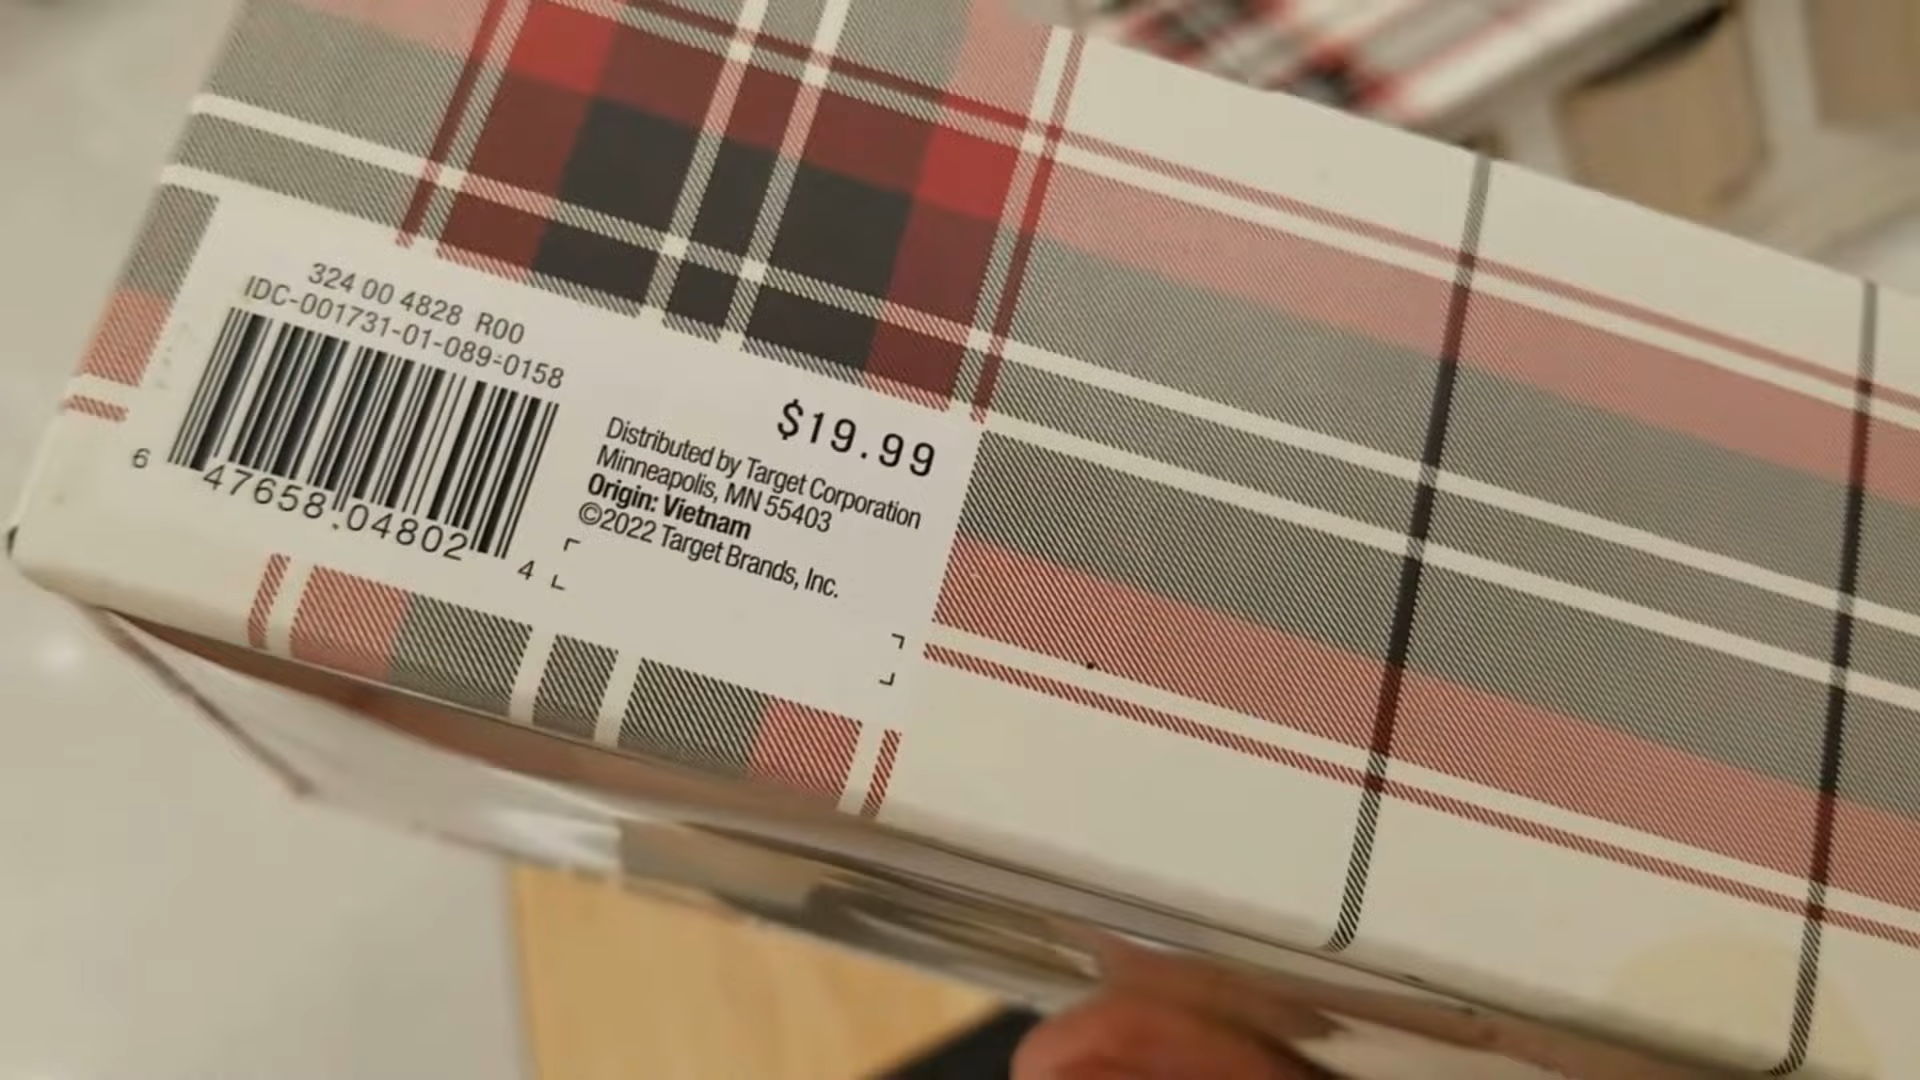 324 00 4828 R00
IDC-001731-01-089-0158
6 47658 04802 4
$19.99
Distributed by Target Corporation
Minneapolis, MN 55403
Origin: Vietnam
©2022 Target Brands, Inc.